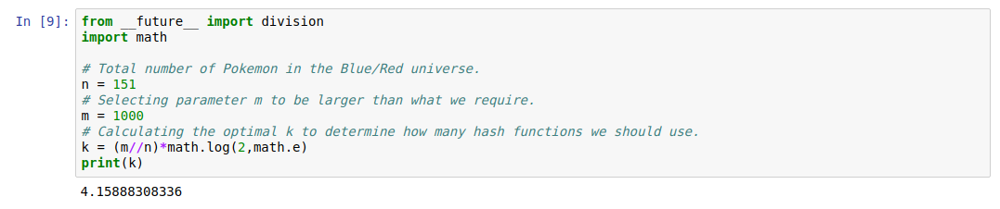 In [9]: from __future__ import division
import math
# Total number of Pokemon in the Blue/Red universe.
n = 151
# Selecting parameter m to be larger than what we require.
m = 1000
# Calculating the optimal k to determine how many hash functions we should use.
k = (m//n)*math.log(2,math.e)
print(k)
4.15888308336